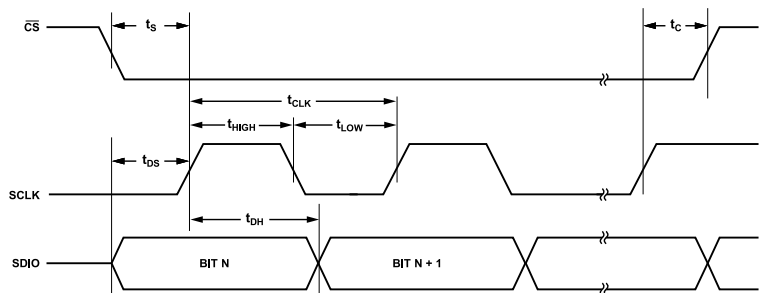 CS
tS
tC
tCLK
tHIGH
tLOW
tDS
SCLK
tDH
SDIO
BIT N
BIT N + 1